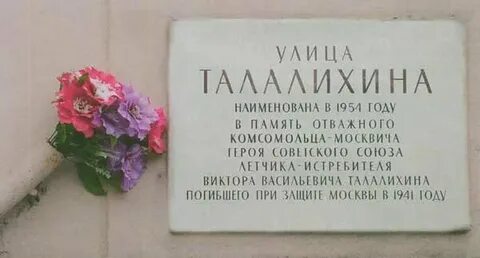 УЛИЦА
ТАЛАЛИХИНА
НАИМЕНОВАНА В 1954 ГОДУ
В ПАМЯТЬ ОТВАЖНОГО
КОМСОМОЛЬЦА-МОСКВИЧА
ГЕРОЯ СОВЕТСКОГО СОЮЗА
ЛЕТЧИКА-ИСТРЕБИТЕЛЯ
ВИКТОРА ВАСИЛЬЕВИЧА ТАЛАЛИХИНА
ПОГИБШЕГО ПРИ ЗАЩИТЕ МОСКВЫ В 1941 ГОДУ